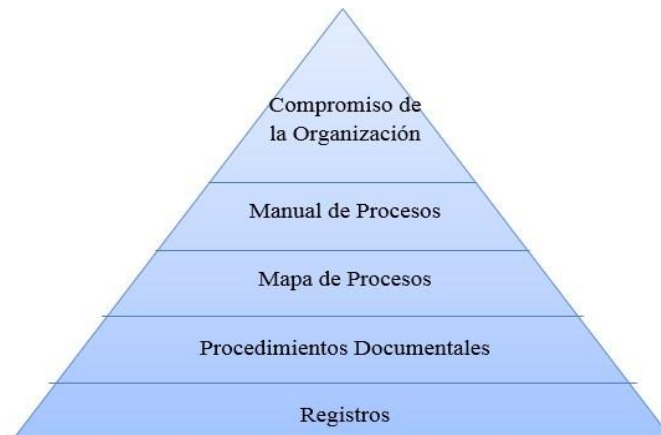 Compromiso de
la Organización
Manual de Procesos
Mapa de Procesos
Procedimientos Documentales
Registros